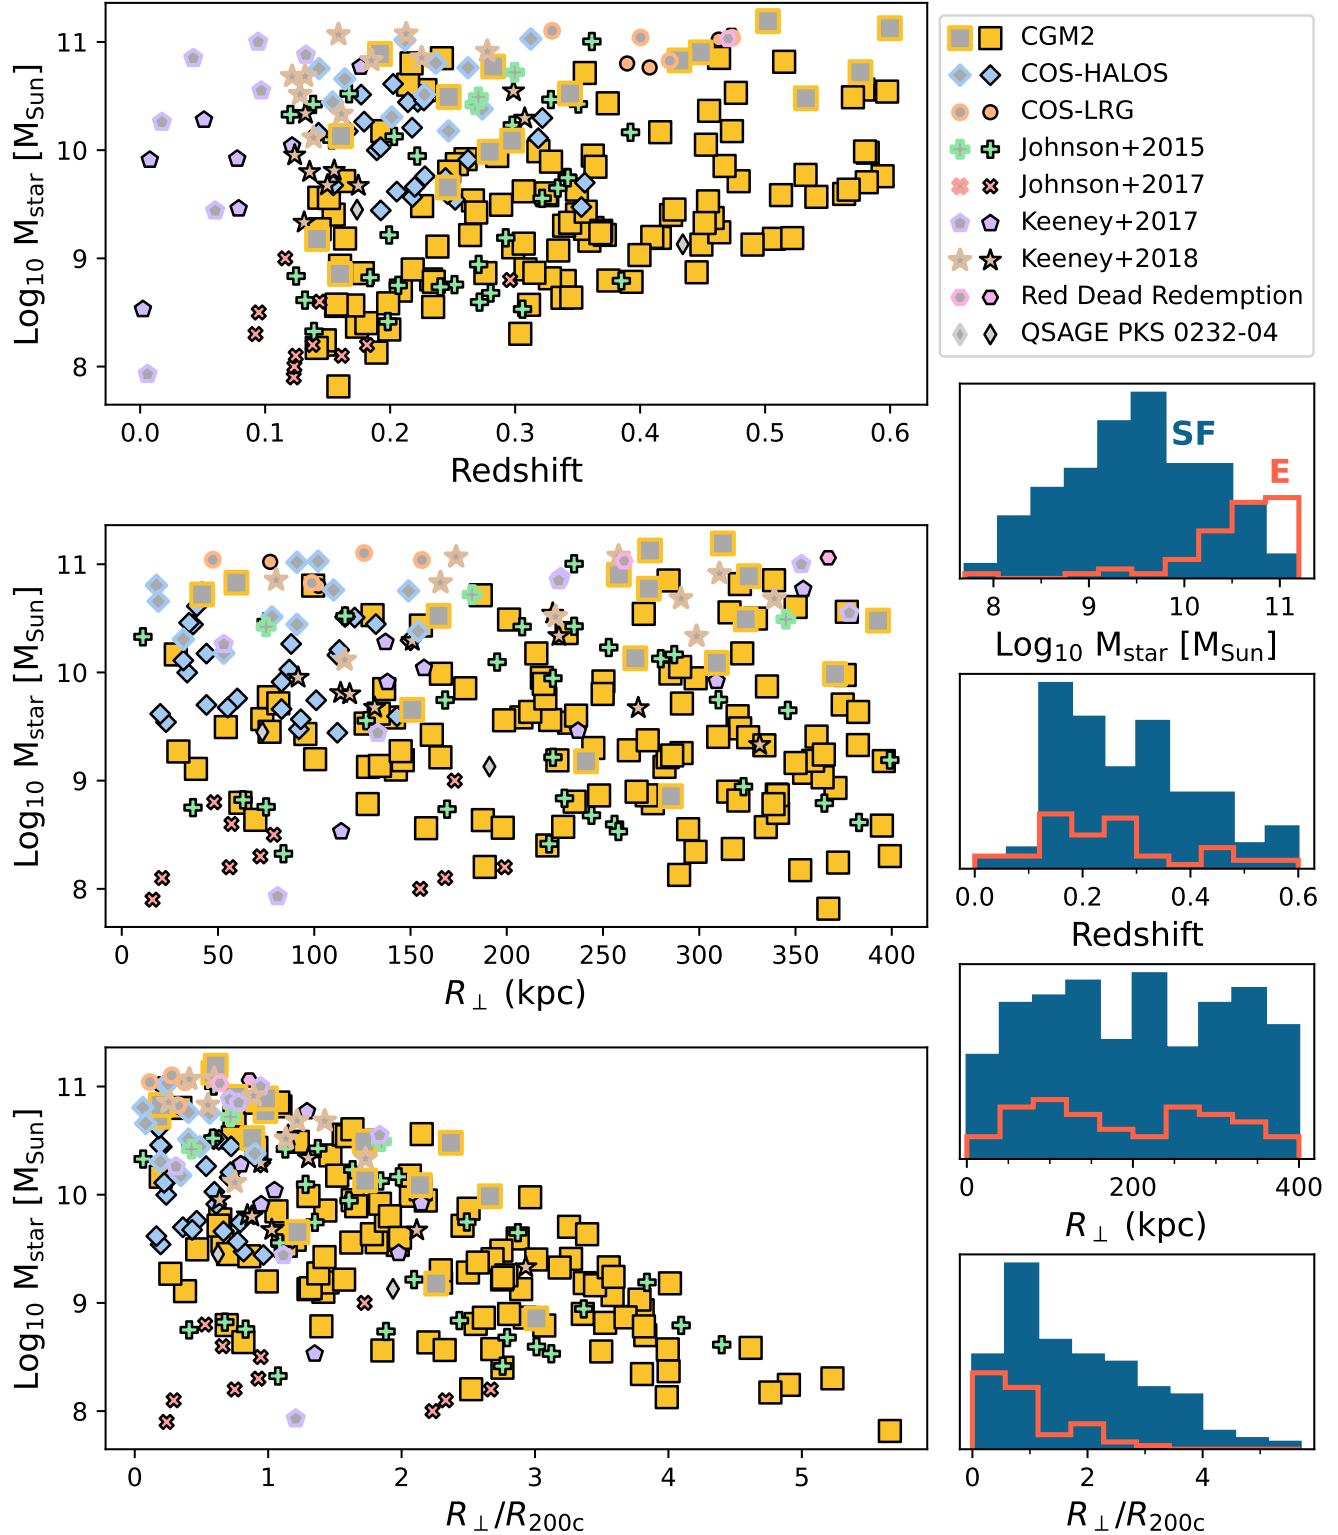 11
10
9
8
Log10 Mstar [MSun]
0.0 0.1 0.2 0.3 0.4 0.5 0.6
Redshift
CGM2
COS-HALOS
COS-LRG
Johnson+2015
Johnson+2017
Keeney+2017
Keeney+2018
Red Dead Redemption
QSAGE PKS 0232-04
SF
E
8 9 10 11
Log10 Mstar [MSun]
11
10
9
8
Log10 Mstar [MSun]
0 50 100 150 200 250 300 350 400
R⊥ (kpc)
0.0 0.2 0.4 0.6
Redshift
0 200 400
R⊥ (kpc)
11
10
9
8
Log10 Mstar [MSun]
0 1 2 3 4 5
R⊥/R200c
0 2 4
R⊥/R200c